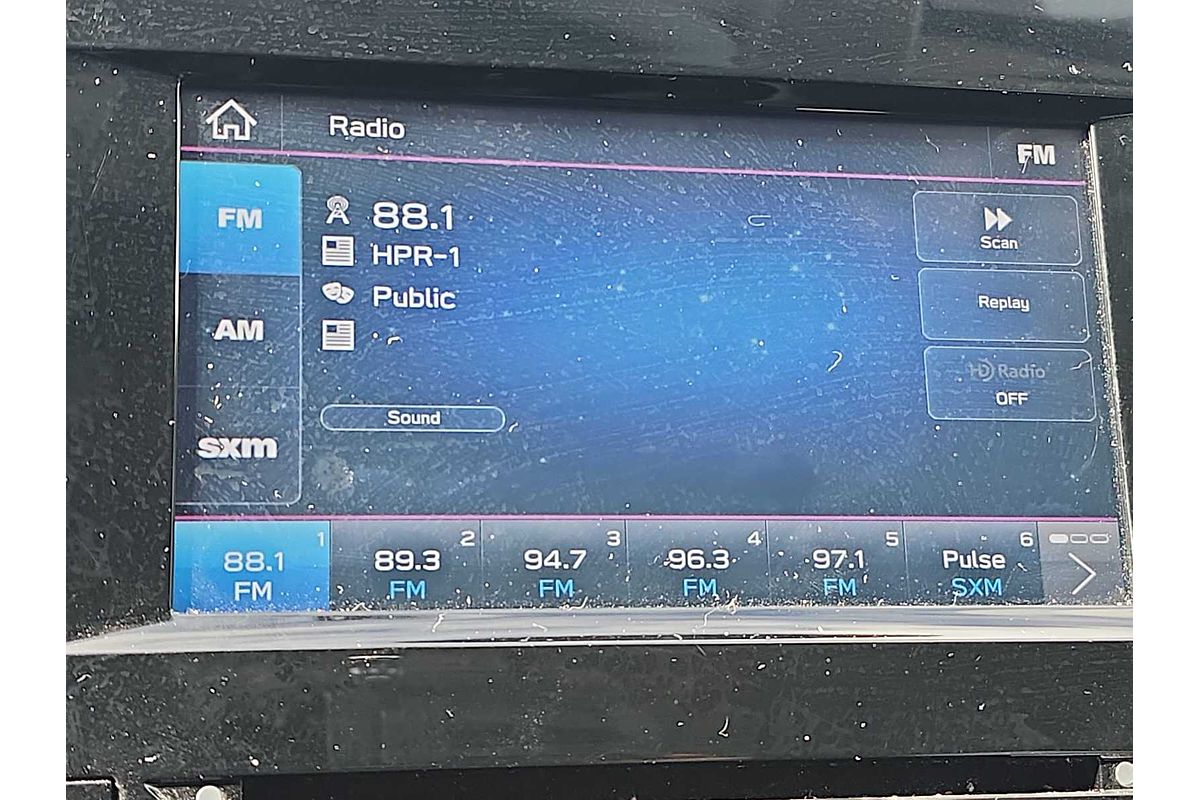 Radio
FM
FM
AM
sxm
88.1
HPR-1
Public
Sound
Scan
Replay
HD Radio
OFF
1
88.1
FM
2
89.3
FM
3
94.7
FM
4
96.3
FM
5
97.1
FM
6
Pulse
SXM